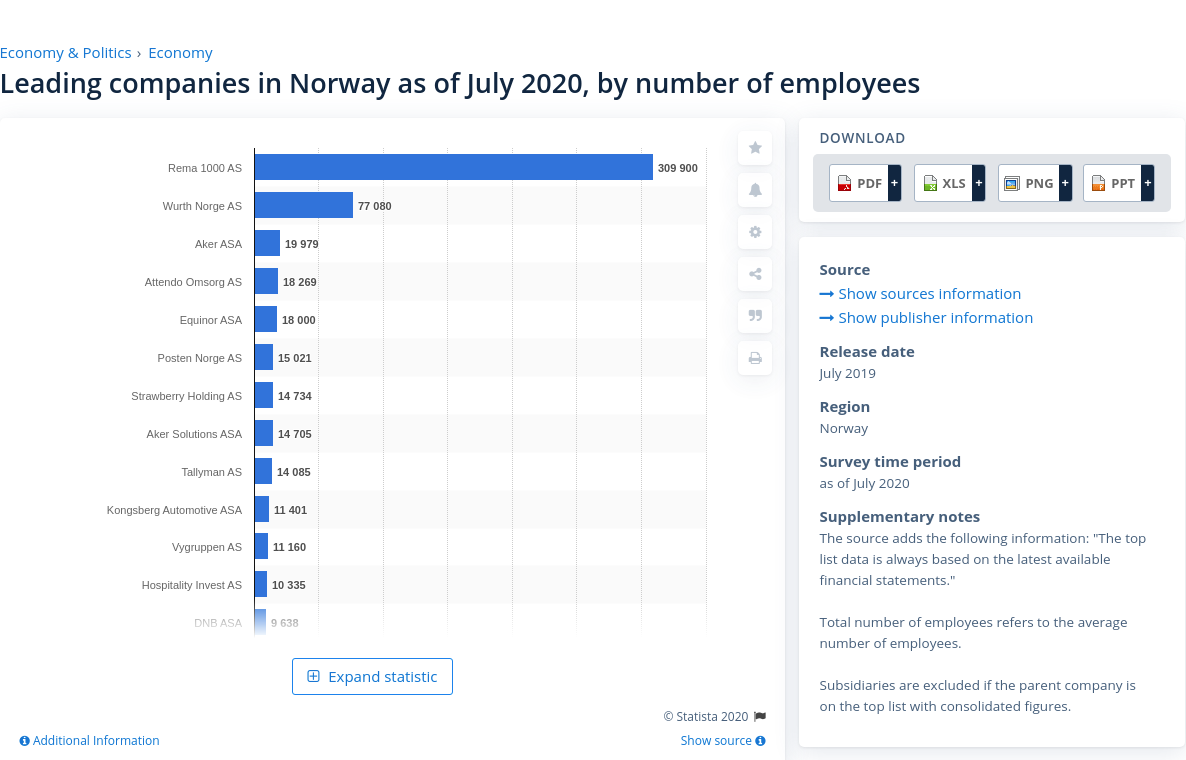 Economy & Politics › Economy
Leading companies in Norway as of July 2020, by number of employees
Rema 1000 AS 309 900
Wurth Norge AS 77 080
Aker ASA 19 979
Attendo Omsorg AS 18 269
Equinor ASA 18 000
Posten Norge AS 15 021
Strawberry Holding AS 14 734
Aker Solutions ASA 14 705
Tallyman AS 14 085
Kongsberg Automotive ASA 11 401
Vygruppen AS 11 160
Hospitality Invest AS 10 335
DNB ASA 9 638
Expand statistic
© Statista 2020
Additional Information
Show source
DOWNLOAD
PDF + XLS + PNG + PPT +
Source
Show sources information
Show publisher information
Release date
July 2019
Region
Norway
Survey time period
as of July 2020
Supplementary notes
The source adds the following information: "The top
list data is always based on the latest available
financial statements."
Total number of employees refers to the average
number of employees.
Subsidiaries are excluded if the parent company is
on the top list with consolidated figures.